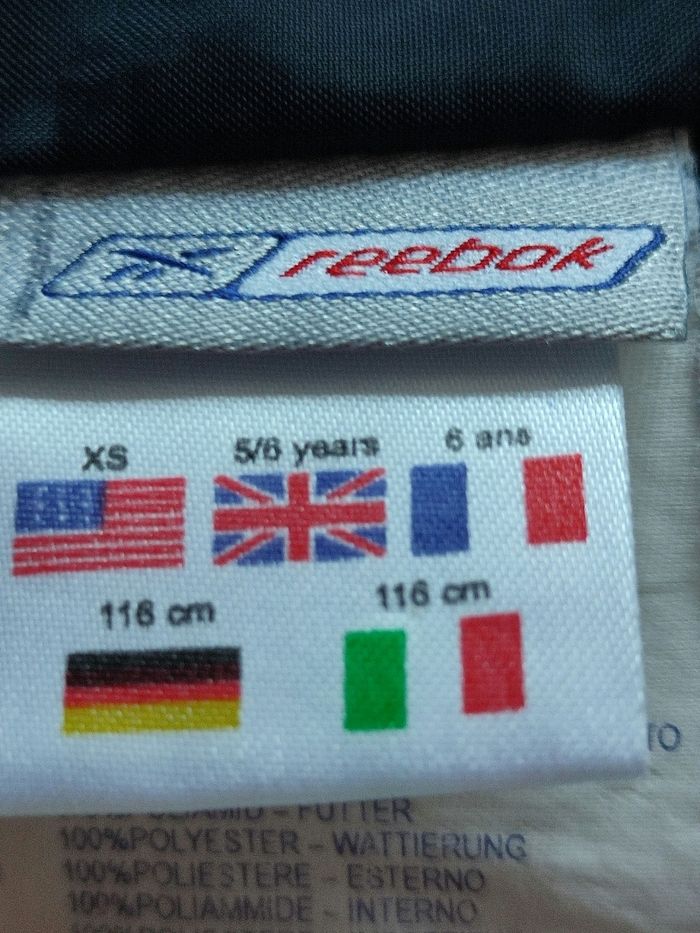 reebok
XS 5/6 years 6 ans
116 cm 116 cm
TO
FUTTER
100%POLYESTER - WATTIERUNG
100%POLIESTERE - ESTERNO
100%POLIAMMIDE - INTERNO